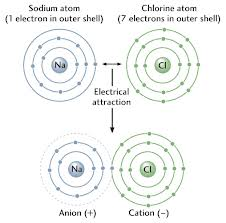 Sodium atom
(1 electron in outer shell)
Chlorine atom
(7 electrons in outer shell)
Na
Cl
Electrical
attraction
Na
Cl
Anion (+)
Cation (−)